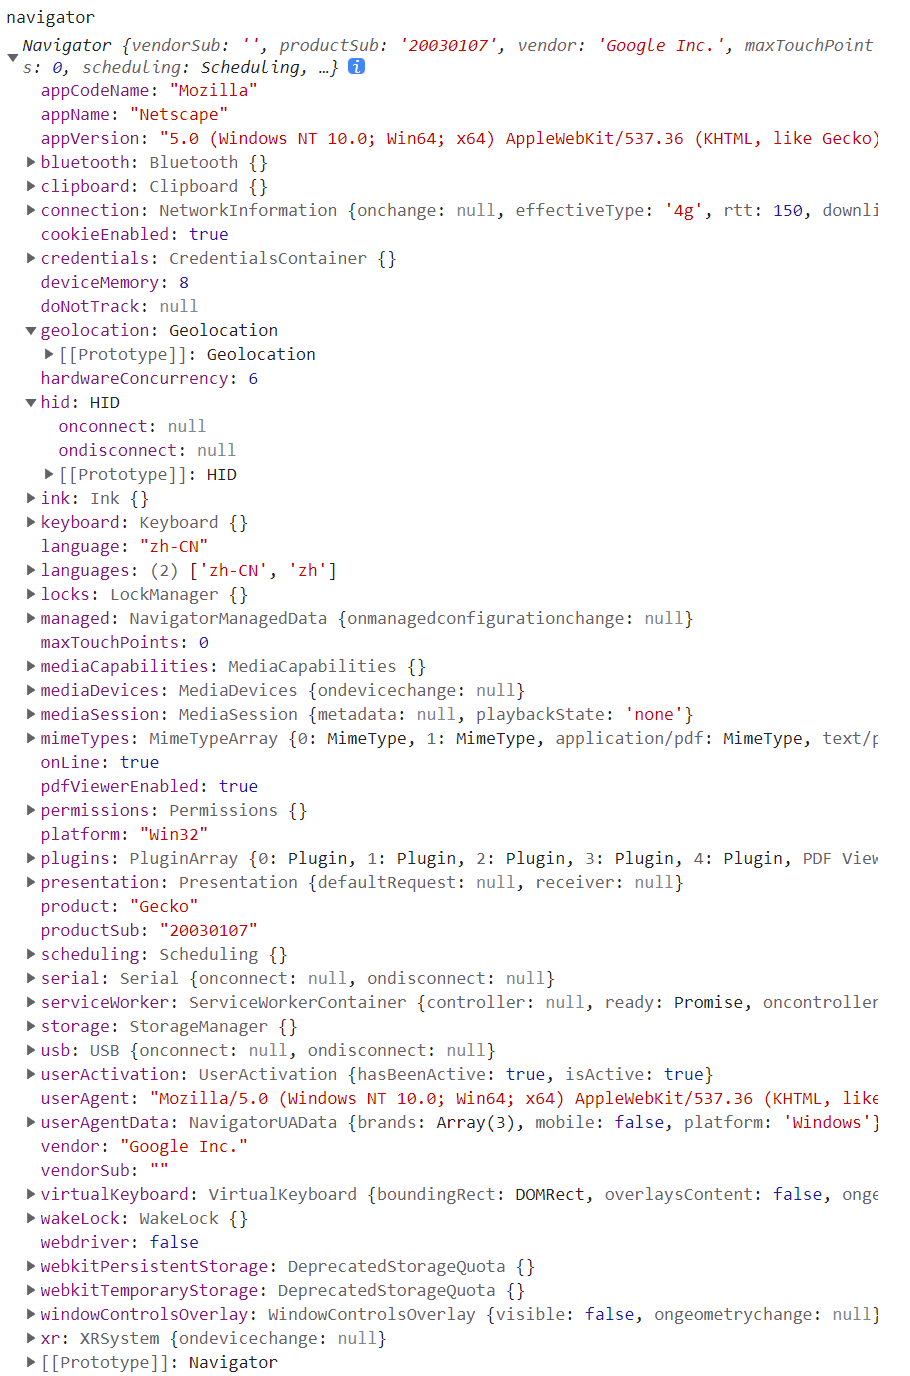 navigator
Navigator {vendorSub: '', productSub: '20030107', vendor: 'Google Inc.', maxTouchPoint
s: 0, scheduling: Scheduling, …} i
appCodeName: "Mozilla"
appName: "Netscape"
appVersion: "5.0 (Windows NT 10.0; Win64; x64) AppleWebKit/537.36 (KHTML, like Gecko)
bluetooth: Bluetooth {}
clipboard: Clipboard {}
connection: NetworkInformation {onchange: null, effectiveType: '4g', rtt: 150, downli
cookieEnabled: true
credentials: CredentialsContainer {}
deviceMemory: 8
doNotTrack: null
geolocation: Geolocation
[[Prototype]]: Geolocation
hardwareConcurrency: 6
hid: HID
onconnect: null
ondisconnect: null
[[Prototype]]: HID
ink: Ink {}
keyboard: Keyboard {}
language: "zh-CN"
languages: (2) ['zh-CN', 'zh']
locks: LockManager {}
managed: NavigatorManagedData {onmanagedconfigurationchange: null}
maxTouchPoints: 0
mediaCapabilities: MediaCapabilities {}
mediaDevices: MediaDevices {ondevicechange: null}
mediaSession: MediaSession {metadata: null, playbackState: 'none'}
mimeTypes: MimeTypeArray {0: MimeType, 1: MimeType, application/pdf: MimeType, text/p
onLine: true
pdfViewerEnabled: true
permissions: Permissions {}
platform: "Win32"
plugins: PluginArray {0: Plugin, 1: Plugin, 2: Plugin, 3: Plugin, 4: Plugin, PDF View
presentation: Presentation {defaultRequest: null, receiver: null}
product: "Gecko"
productSub: "20030107"
scheduling: Scheduling {}
serial: Serial {onconnect: null, ondisconnect: null}
serviceWorker: ServiceWorkerContainer {controller: null, ready: Promise, oncontroller
storage: StorageManager {}
usb: USB {onconnect: null, ondisconnect: null}
userActivation: UserActivation {hasBeenActive: true, isActive: true}
userAgent: "Mozilla/5.0 (Windows NT 10.0; Win64; x64) AppleWebKit/537.36 (KHTML, like
userAgentData: NavigatorUAData {brands: Array(3), mobile: false, platform: 'Windows'}
vendor: "Google Inc."
vendorSub: ""
virtualKeyboard: VirtualKeyboard {boundingRect: DOMRect, overlaysContent: false, onge
wakeLock: WakeLock {}
webdriver: false
webkitPersistentStorage: DeprecatedStorageQuota {}
webkitTemporaryStorage: DeprecatedStorageQuota {}
windowControlsOverlay: WindowControlsOverlay {visible: false, ongeometrychange: null}
xr: XRSystem {ondevicechange: null}
[[Prototype]]: Navigator